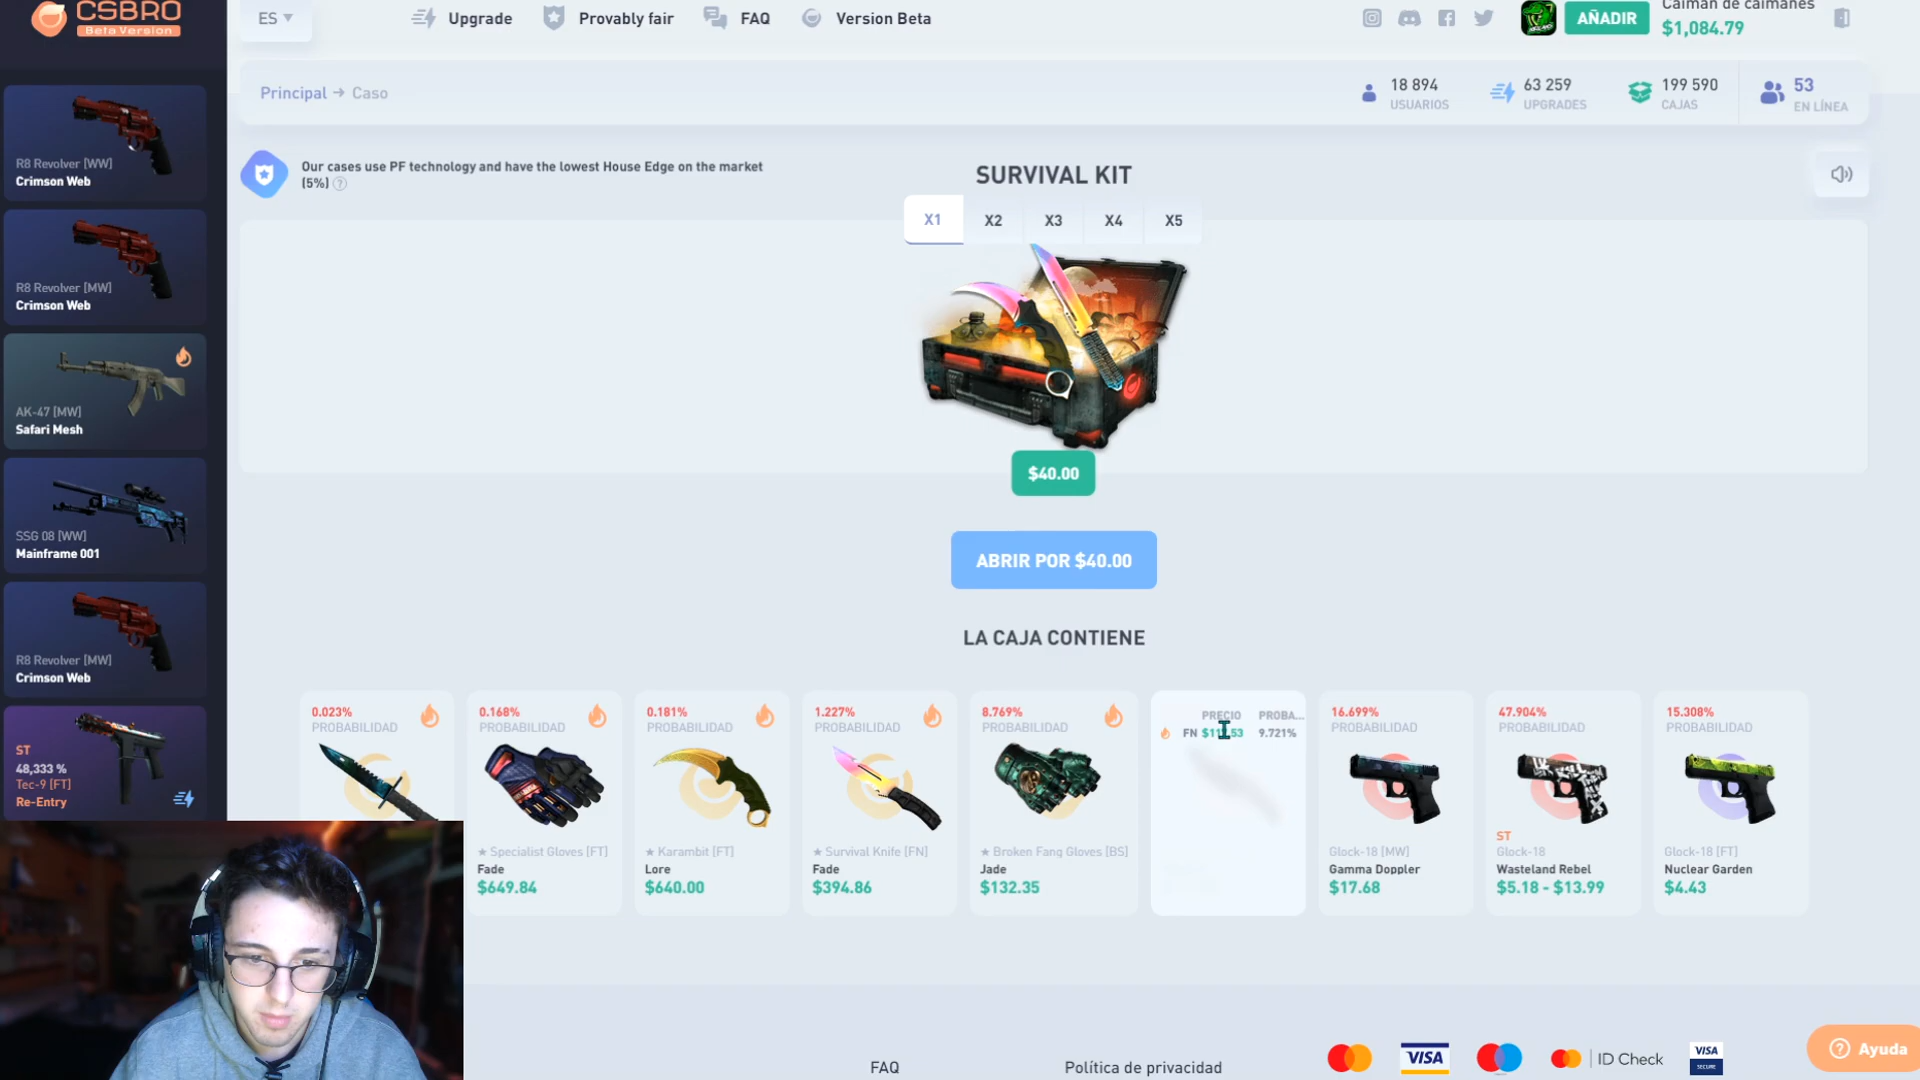 CSBRO
Beta Version
ES
Upgrade
Provably fair
FAQ
Version Beta
AÑADIR
Caiman de caimanes
$1,084.79
Principal → Caso
18 894
USUARIOS
63 259
UPGRADES
199 590
CAJAS
53
EN LÍNEA
Our cases use PF technology and have the lowest House Edge on the market
(5%) ?
SURVIVAL KIT
X1
X2
X3
X4
X5
$40.00
ABRIR POR $40.00
LA CAJA CONTIENE
R8 Revolver [WW]
Crimson Web
R8 Revolver [MW]
Crimson Web
AK-47 [MW]
Safari Mesh
SSG 08 [WW]
Mainframe 001
R8 Revolver [MW]
Crimson Web
ST
48,333 %
Tec-9 [FT]
Re-Entry
0.023%
PROBABILIDAD
0.168%
PROBABILIDAD
★ Specialist Gloves [FT]
Fade
$649.84
0.181%
PROBABILIDAD
★ Karambit [FT]
Lore
$640.00
1.227%
PROBABILIDAD
★ Survival Knife [FN]
Fade
$394.86
8.769%
PROBABILIDAD
★ Broken Fang Gloves [BS]
Jade
$132.35
PRECIO
PROBA...
FN
9.721%
16.699%
PROBABILIDAD
Glock-18 [MW]
Gamma Doppler
$17.68
47.904%
PROBABILIDAD
ST
Glock-18
Wasteland Rebel
$5.18 - $13.99
15.308%
PROBABILIDAD
Glock-18 [FT]
Nuclear Garden
$4.43
FAQ
Política de privacidad
VISA
ID Check
VISA
SECURE
? Ayuda